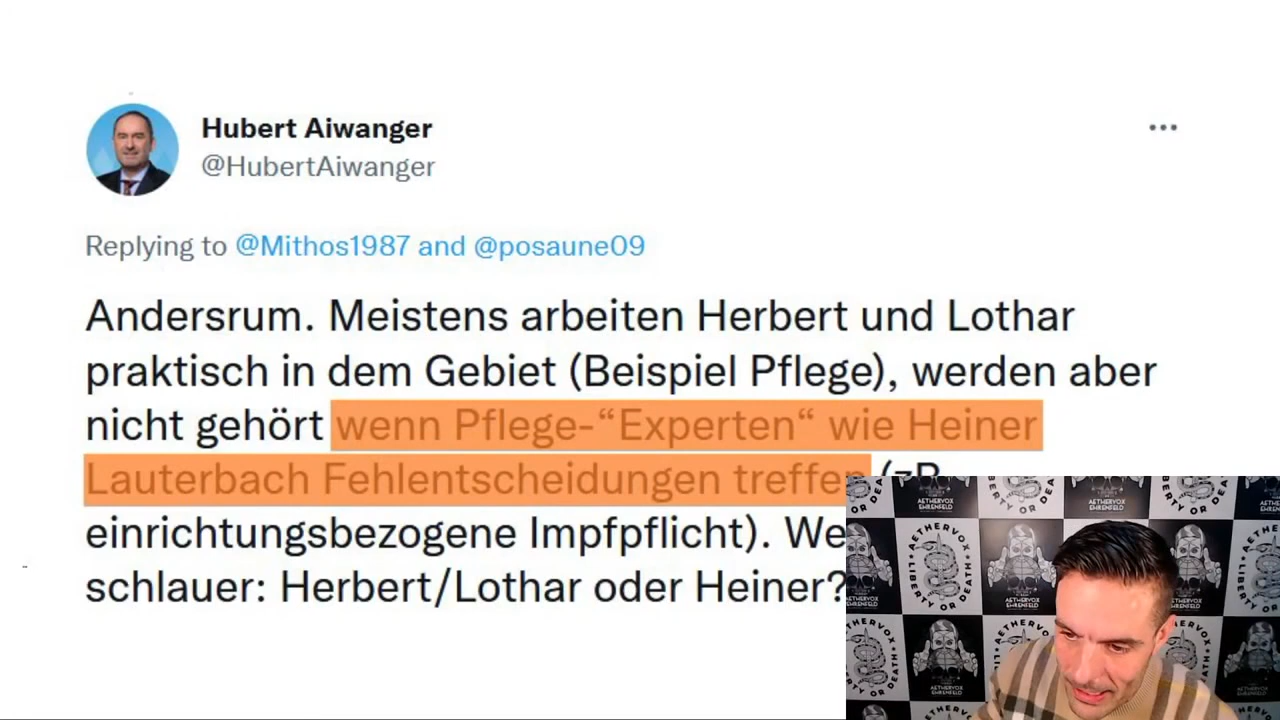 Hubert Aiwanger
@HubertAiwanger
Replying to @Mithos1987 and @posaune09
Andersrum. Meistens arbeiten Herbert und Lothar
praktisch in dem Gebiet (Beispiel Pflege), werden aber
nicht gehört wenn Pflege-“Experten“ wie Heiner
Lauterbach Fehlentscheidungen treffen (zB
einrichtungsbezogene Impfpflicht). We
schlauer: Herbert/Lothar oder Heiner?
AETHERVOX
EHRENFELD
AETHERVOX
LIBERTY OR DEATH